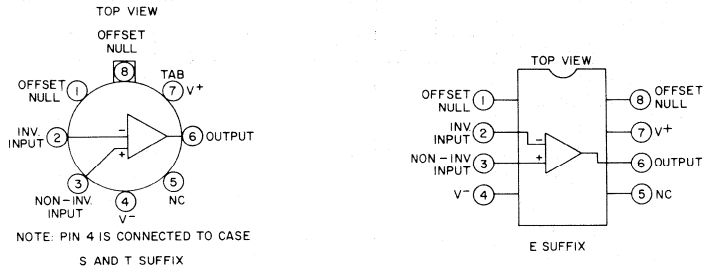 TOP VIEW
OFFSET
NULL
8
TAB
OFFSET
NULL
1
7
V+
INV.
INPUT
2
−
+
6
OUTPUT
3
NON-INV.
INPUT
4
V−
5
NC
NOTE: PIN 4 IS CONNECTED TO CASE
S AND T SUFFIX
TOP VIEW
OFFSET
NULL
1
8
OFFSET
NULL
INV.
INPUT
2
−
7
V+
NON-INV
INPUT
3
+
6
OUTPUT
V−
4
5
NC
E SUFFIX